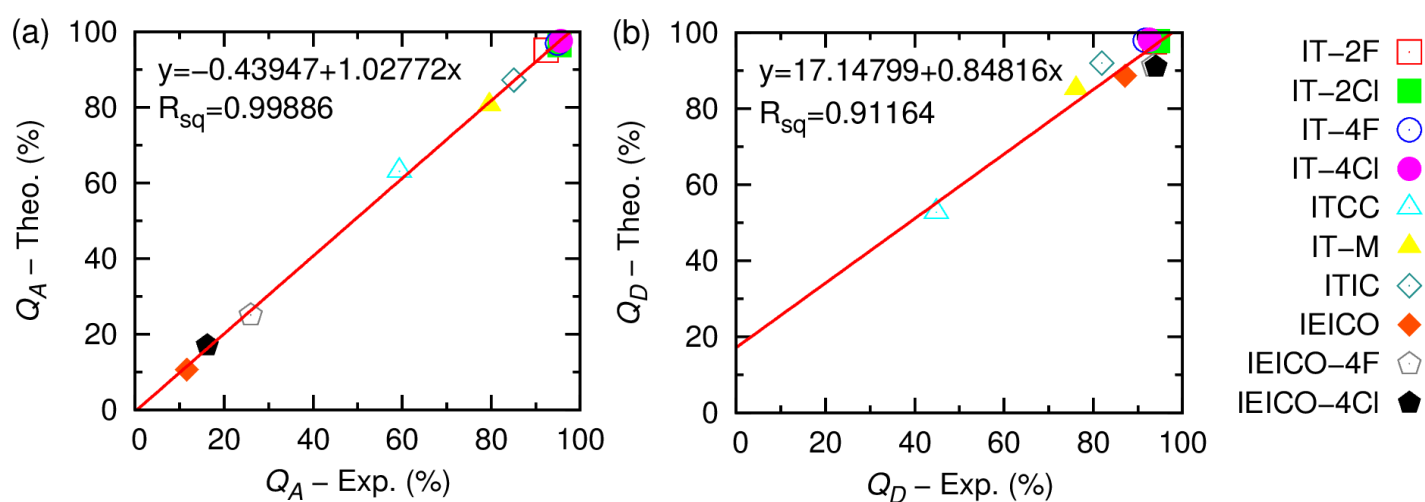 (a)
y=−0.43947+1.02772x
R_sq=0.99886
Q_A − Theo. (%)
100
80
60
40
20
0
0 20 40 60 80 100
Q_A − Exp. (%)
(b)
y=17.14799+0.84816x
R_sq=0.91164
Q_D − Theo. (%)
100
80
60
40
20
0
0 20 40 60 80 100
Q_D − Exp. (%)
IT−2F
IT−2Cl
IT−4F
IT−4Cl
ITCC
IT−M
ITIC
IEICO
IEICO−4F
IEICO−4Cl